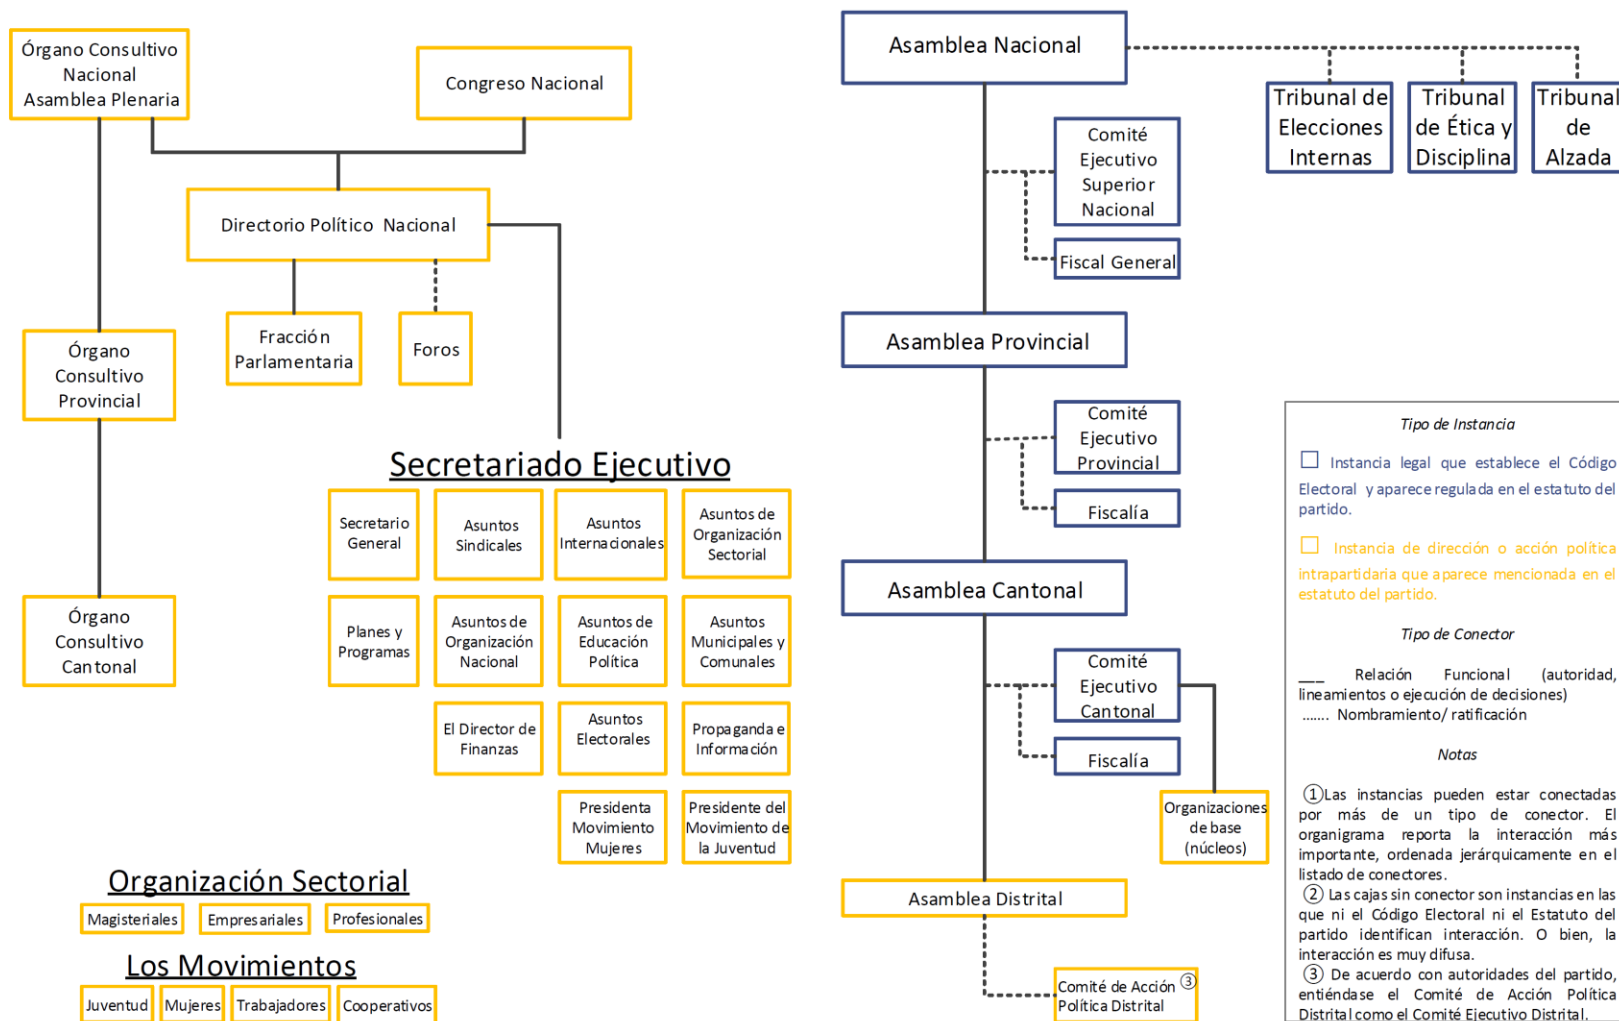 Órgano Consultivo
Nacional
Asamblea Plenaria
Congreso Nacional
Directorio Político Nacional
Fracción
Parlamentaria
Foros
Órgano
Consultivo
Provincial
Órgano
Consultivo
Cantonal
Secretariado Ejecutivo
Secretario
General
Asuntos
Sindicales
Asuntos
Internacionales
Asuntos de
Organización
Sectorial
Planes y
Programas
Asuntos de
Organización
Nacional
Asuntos de
Educación
Política
Asuntos
Municipales y
Comunales
El Director de
Finanzas
Asuntos
Electorales
Propaganda e
Información
Presidenta
Movimiento
Mujeres
Presidente del
Movimiento de
la Juventud
Organización Sectorial
Magisteriales
Empresariales
Profesionales
Los Movimientos
Juventud
Mujeres
Trabajadores
Cooperativos
Asamblea Nacional
Tribunal de
Elecciones
Internas
Tribunal
de Ética y
Disciplina
Tribunal
de
Alzada
Comité
Ejecutivo
Superior
Nacional
Fiscal General
Asamblea Provincial
Comité
Ejecutivo
Provincial
Fiscalía
Asamblea Cantonal
Comité
Ejecutivo
Cantonal
Fiscalía
Organizaciones
de base
(núcleos)
Asamblea Distrital
Comité de Acción ③
Política Distrital
Tipo de Instancia
Instancia legal que establece el Código
Electoral y aparece regulada en el estatuto del
partido.
Instancia de dirección o acción política
intrapartidaria que aparece mencionada en el
estatuto del partido.
Tipo de Conector
___ Relación Funcional (autoridad,
lineamientos o ejecución de decisiones)
....... Nombramiento/ ratificación
Notas
①Las instancias pueden estar conectadas
por más de un tipo de conector. El
organigrama reporta la interacción más
importante, ordenada jerárquicamente en el
listado de conectores.
② Las cajas sin conector son instancias en las
que ni el Código Electoral ni el Estatuto del
partido identifican interacción. O bien, la
interacción es muy difusa.
③ De acuerdo con autoridades del partido,
entiéndase el Comité de Acción Política
Distrital como el Comité Ejecutivo Distrital.